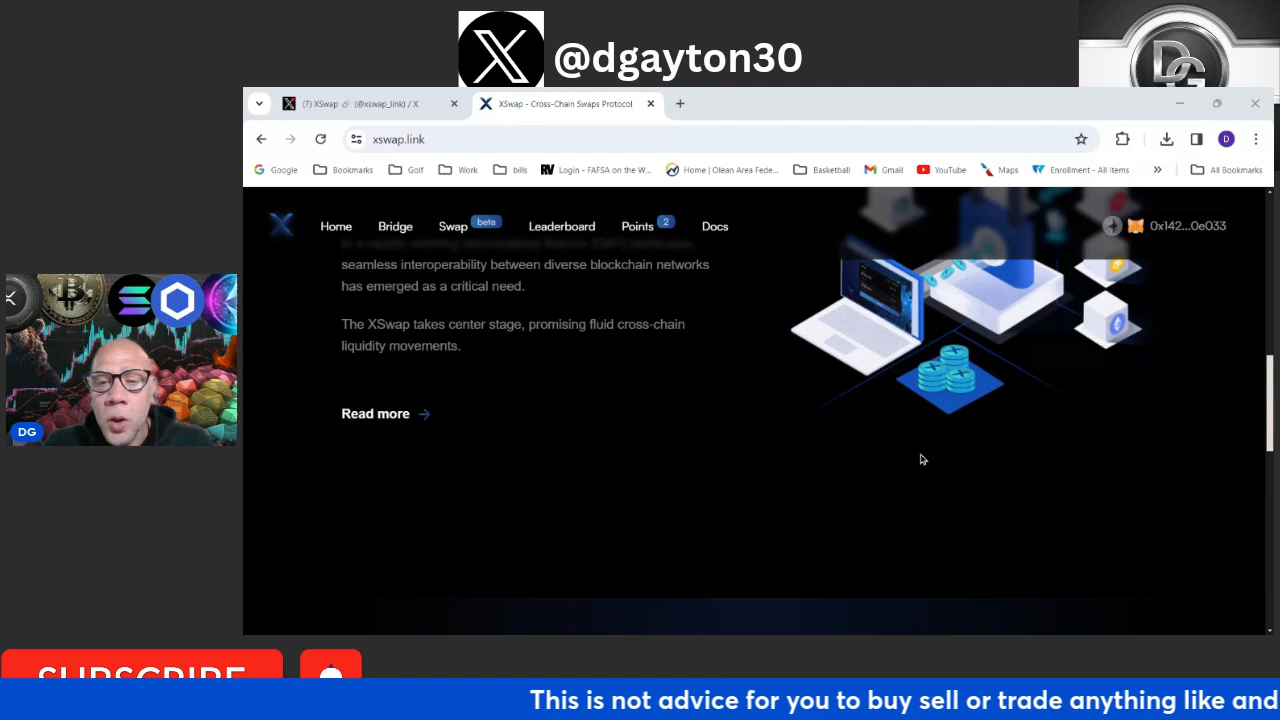 @dgayton30
DG
(7) XSwap (@xswap_link) / X
XSwap - Cross-Chain Swaps Protocol
xswap.link
D
Google
Bookmarks
Golf
Work
bills
RV
Login - FAFSA on the W...
Home | Olean Area Fede...
Basketball
Gmail
YouTube
Maps
Enrollment - All Items
All Bookmarks
Home
Bridge
Swap beta
Leaderboard
Points 2
Docs
0x142...0e033
seamless interoperability between diverse blockchain networks
has emerged as a critical need.
The XSwap takes center stage, promising fluid cross-chain
liquidity movements.
Read more
DG
SUBSCRIBE
This is not advice for you to buy sell or trade anything like and